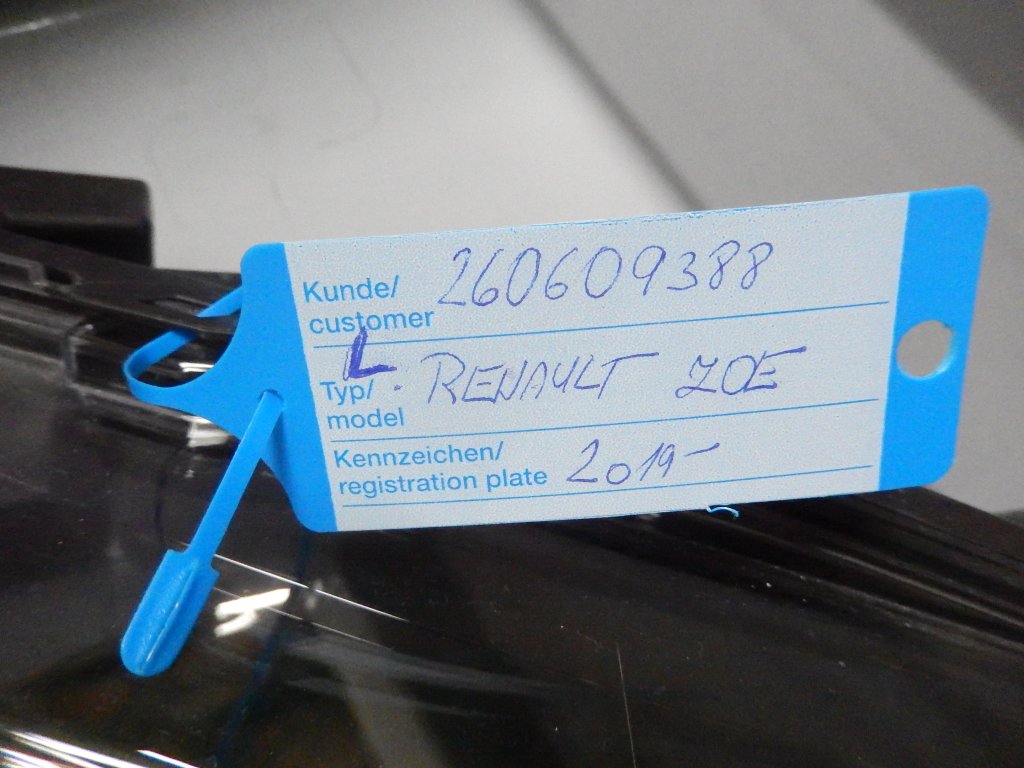 Kunde/ 260609388
customer
L.
Typ/ RENAULT ZOE
model
Kennzeichen/
registration plate 2019-